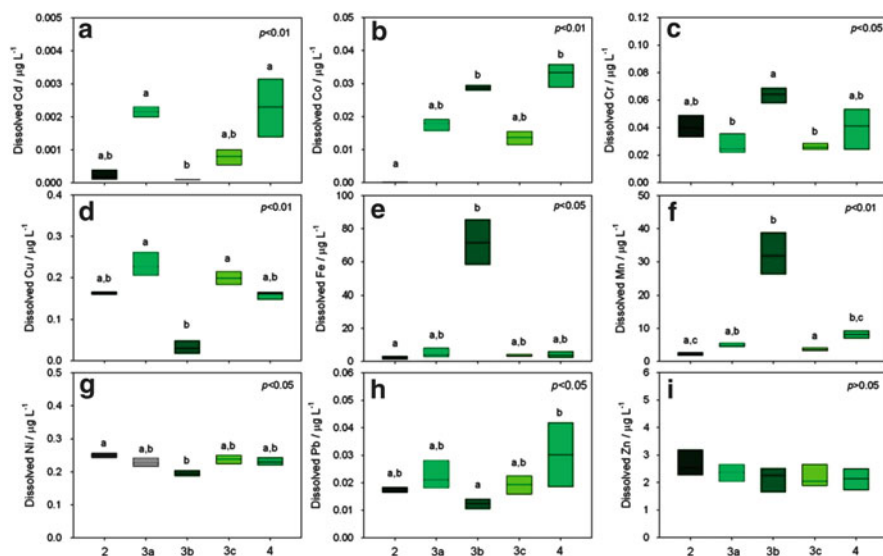 a b c
p<0.01 p<0.01 p<0.05
Dissolved Cd / µg L⁻¹
0.005
0.004
0.003
0.002
0.001
0.000
a,b a b a,b a
Dissolved Co / µg L⁻¹
0.05
0.04
0.03
0.02
0.01
0.00
a a,b b a,b b
Dissolved Cr / µg L⁻¹
0.12
0.10
0.08
0.06
0.04
0.02
0.00
a,b b a b a,b
d e f
p<0.01 p<0.05 p<0.01
Dissolved Cu / µg L⁻¹
0.4
0.3
0.2
0.1
0.0
a,b a b a a,b
Dissolved Fe / µg L⁻¹
100
80
60
40
20
0
a a,b b a,b a,b
Dissolved Mn / µg L⁻¹
50
40
30
20
10
0
a,c a,b b a b,c
g h i
p<0.05 p<0.05 p>0.05
Dissolved Ni / µg L⁻¹
0.5
0.4
0.3
0.2
0.1
0.0
a a,b b a,b a,b
2 3a 3b 3c 4
Dissolved Pb / µg L⁻¹
0.05
0.04
0.03
0.02
0.01
0.00
a,b a,b a a,b b
2 3a 3b 3c 4
Dissolved Zn / µg L⁻¹
5
4
3
2
1
0
2 3a 3b 3c 4